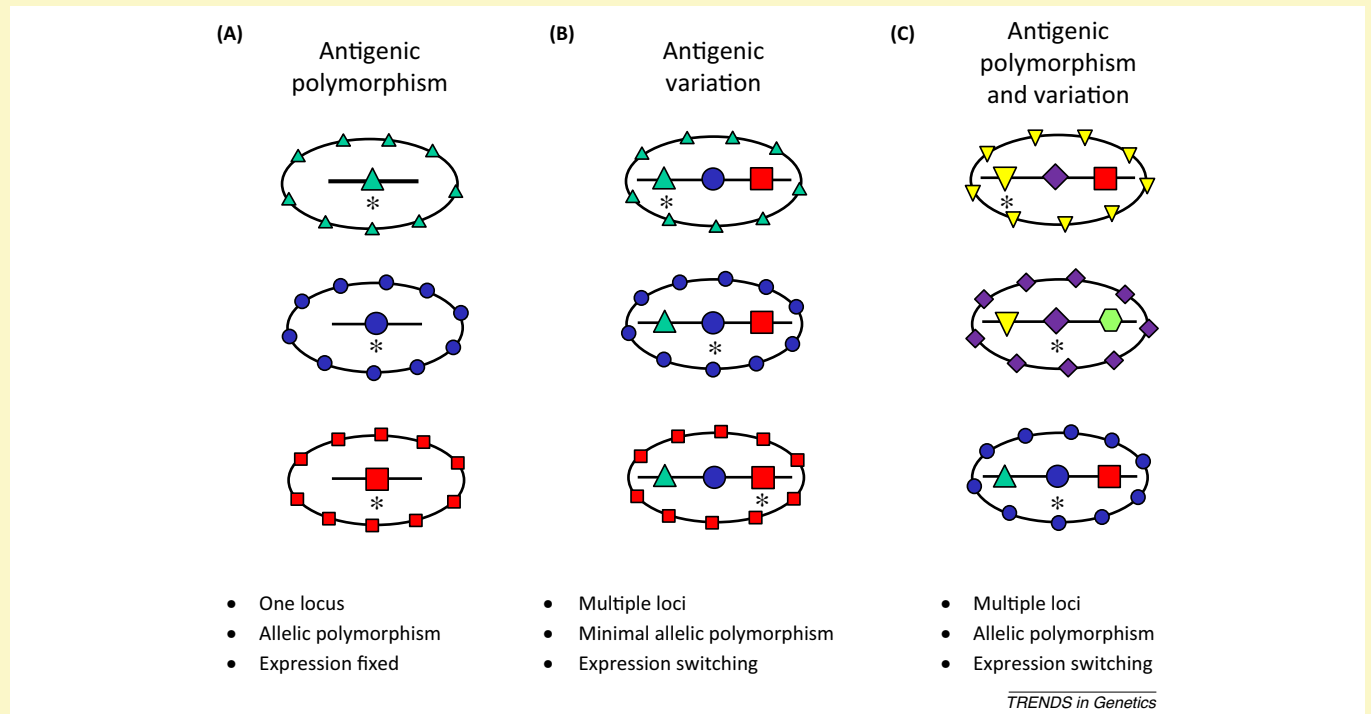 (A)
Antigenic
polymorphism
*
*
*
• One locus
• Allelic polymorphism
• Expression fixed
(B)
Antigenic
variation
*
*
*
• Multiple loci
• Minimal allelic polymorphism
• Expression switching
(C)
Antigenic
polymorphism
and variation
*
*
*
• Multiple loci
• Allelic polymorphism
• Expression switching
TRENDS in Genetics